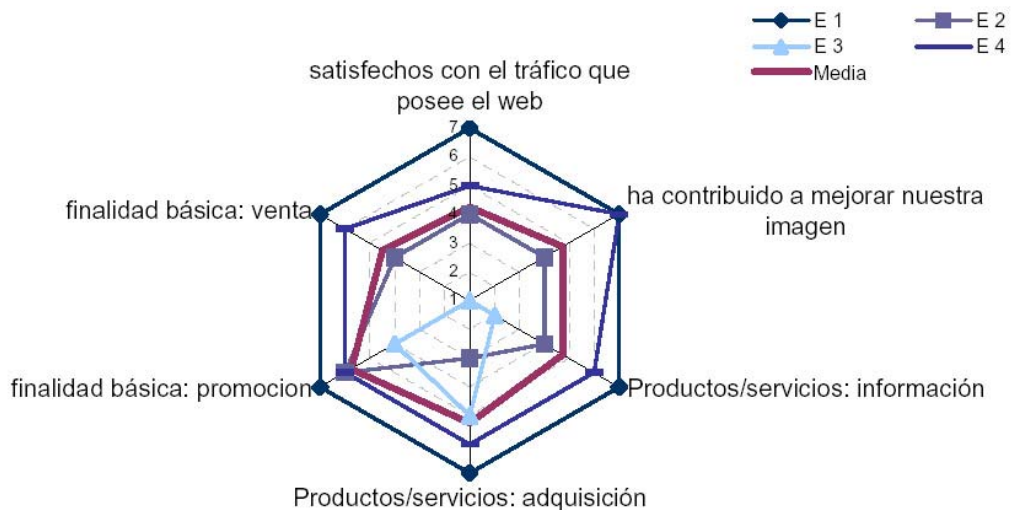 E 1
E 2
E 3
E 4
Media
satisfechos con el tráfico que
posee el web
7
6
5
4
3
2
1
ha contribuido a mejorar nuestra
imagen
finalidad básica: venta
finalidad básica: promocion
Productos/servicios: información
Productos/servicios: adquisición